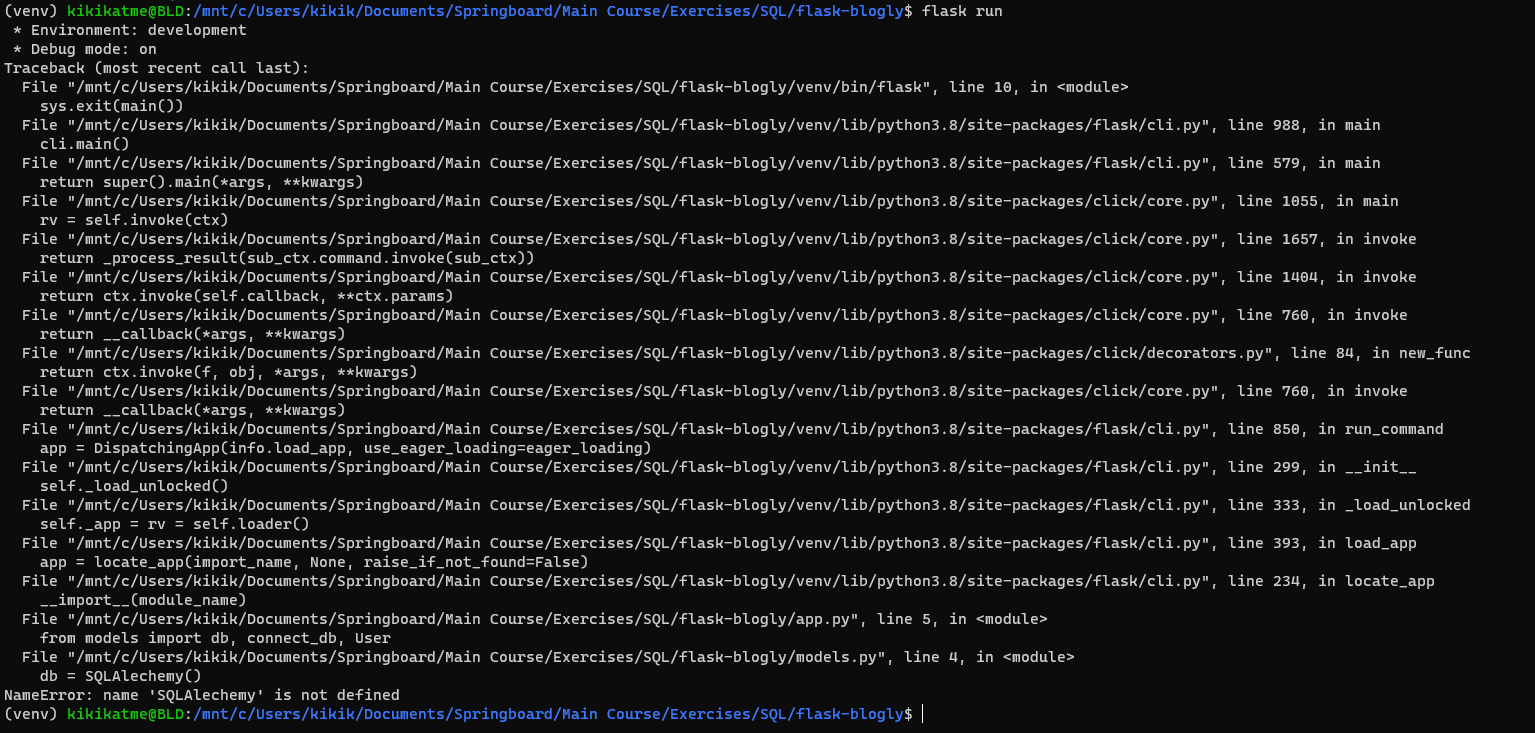 (venv) kikikatme@BLD:/mnt/c/Users/kikik/Documents/Springboard/Main Course/Exercises/SQL/flask-blogly$ flask run
 * Environment: development
 * Debug mode: on
Traceback (most recent call last):
  File "/mnt/c/Users/kikik/Documents/Springboard/Main Course/Exercises/SQL/flask-blogly/venv/bin/flask", line 10, in <module>
    sys.exit(main())
  File "/mnt/c/Users/kikik/Documents/Springboard/Main Course/Exercises/SQL/flask-blogly/venv/lib/python3.8/site-packages/flask/cli.py", line 988, in main
    cli.main()
  File "/mnt/c/Users/kikik/Documents/Springboard/Main Course/Exercises/SQL/flask-blogly/venv/lib/python3.8/site-packages/flask/cli.py", line 579, in main
    return super().main(*args, **kwargs)
  File "/mnt/c/Users/kikik/Documents/Springboard/Main Course/Exercises/SQL/flask-blogly/venv/lib/python3.8/site-packages/click/core.py", line 1055, in main
    rv = self.invoke(ctx)
  File "/mnt/c/Users/kikik/Documents/Springboard/Main Course/Exercises/SQL/flask-blogly/venv/lib/python3.8/site-packages/click/core.py", line 1657, in invoke
    return _process_result(sub_ctx.command.invoke(sub_ctx))
  File "/mnt/c/Users/kikik/Documents/Springboard/Main Course/Exercises/SQL/flask-blogly/venv/lib/python3.8/site-packages/click/core.py", line 1404, in invoke
    return ctx.invoke(self.callback, **ctx.params)
  File "/mnt/c/Users/kikik/Documents/Springboard/Main Course/Exercises/SQL/flask-blogly/venv/lib/python3.8/site-packages/click/core.py", line 760, in invoke
    return __callback(*args, **kwargs)
  File "/mnt/c/Users/kikik/Documents/Springboard/Main Course/Exercises/SQL/flask-blogly/venv/lib/python3.8/site-packages/click/decorators.py", line 84, in new_func
    return ctx.invoke(f, obj, *args, **kwargs)
  File "/mnt/c/Users/kikik/Documents/Springboard/Main Course/Exercises/SQL/flask-blogly/venv/lib/python3.8/site-packages/click/core.py", line 760, in invoke
    return __callback(*args, **kwargs)
  File "/mnt/c/Users/kikik/Documents/Springboard/Main Course/Exercises/SQL/flask-blogly/venv/lib/python3.8/site-packages/flask/cli.py", line 850, in run_command
    app = DispatchingApp(info.load_app, use_eager_loading=eager_loading)
  File "/mnt/c/Users/kikik/Documents/Springboard/Main Course/Exercises/SQL/flask-blogly/venv/lib/python3.8/site-packages/flask/cli.py", line 299, in __init__
    self._load_unlocked()
  File "/mnt/c/Users/kikik/Documents/Springboard/Main Course/Exercises/SQL/flask-blogly/venv/lib/python3.8/site-packages/flask/cli.py", line 333, in _load_unlocked
    self._app = rv = self.loader()
  File "/mnt/c/Users/kikik/Documents/Springboard/Main Course/Exercises/SQL/flask-blogly/venv/lib/python3.8/site-packages/flask/cli.py", line 393, in load_app
    app = locate_app(import_name, None, raise_if_not_found=False)
  File "/mnt/c/Users/kikik/Documents/Springboard/Main Course/Exercises/SQL/flask-blogly/venv/lib/python3.8/site-packages/flask/cli.py", line 234, in locate_app
    __import__(module_name)
  File "/mnt/c/Users/kikik/Documents/Springboard/Main Course/Exercises/SQL/flask-blogly/app.py", line 5, in <module>
    from models import db, connect_db, User
  File "/mnt/c/Users/kikik/Documents/Springboard/Main Course/Exercises/SQL/flask-blogly/models.py", line 4, in <module>
    db = SQLAlechemy()
NameError: name 'SQLAlechemy' is not defined
(venv) kikikatme@BLD:/mnt/c/Users/kikik/Documents/Springboard/Main Course/Exercises/SQL/flask-blogly$